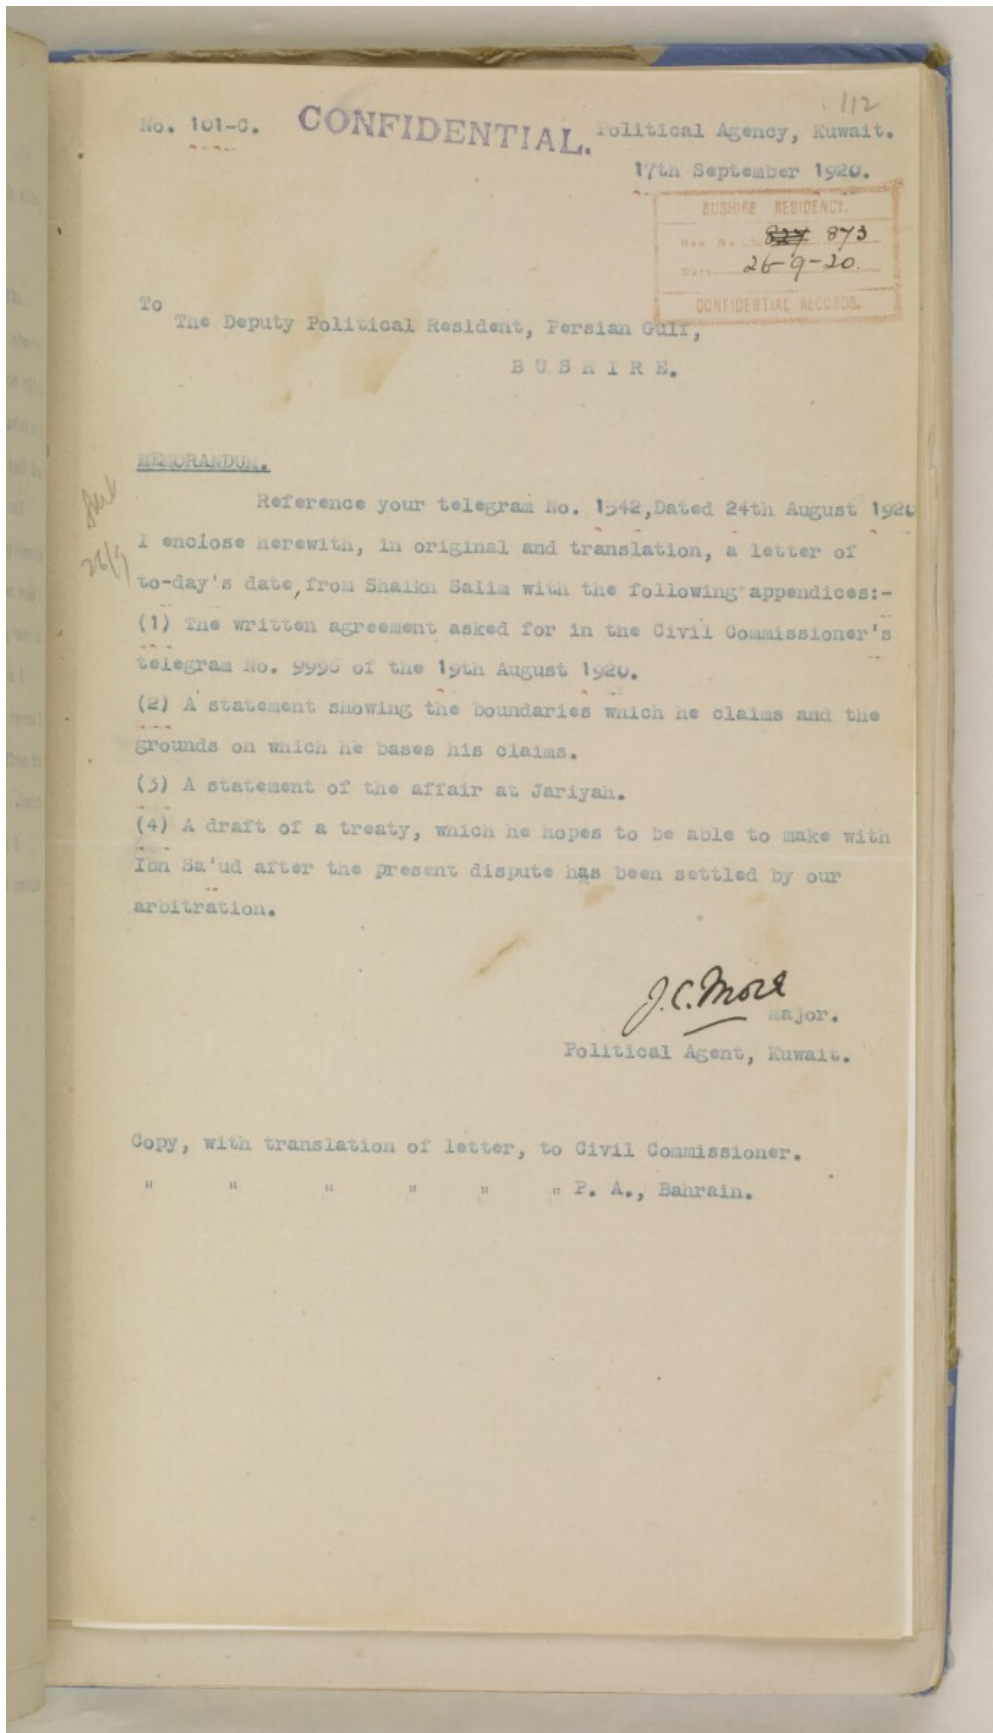 112
No. 101-C. CONFIDENTIAL. Political Agency, Kuwait.
17th September 1920.
BUSHIRE RESIDENCY.
827 873
26-9-20.
CONFIDENTIAL RECORDS.
To
The Deputy Political Resident, Persian Gulf,
BUSHIRE.
MEMORANDUM.
Reference your telegram No. 1542,Dated 24th August 1920
I enclose herewith, in original and translation, a letter of
to-day's date,from Shaikh Salim with the following appendices:-
(1) The written agreement asked for in the Civil Commissioner's
telegram No. 9996 of the 19th August 1920.
(2) A statement showing the boundaries which he claims and the
grounds on which he bases his claims.
(3) A statement of the affair at Jariyah.
(4) A draft of a treaty, which he hopes to be able to make with
Ibn Sa'ud after the present dispute has been settled by our
arbitration.
J.C. More
Major.
Political Agent, Kuwait.
Copy, with translation of letter, to Civil Commissioner.
" " " " " " P. A., Bahrain.